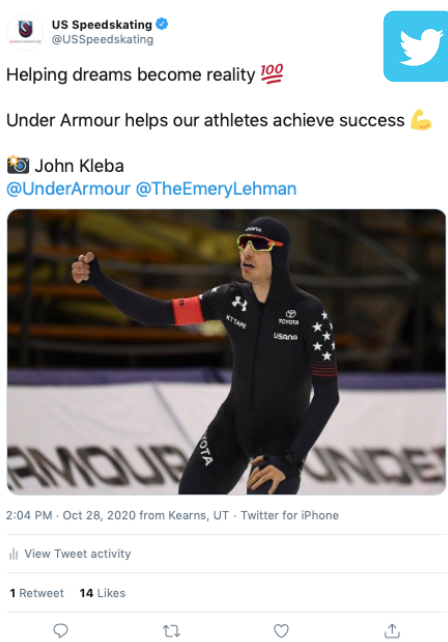 US Speedskating
@USSpeedskating
Helping dreams become reality 💯
Under Armour helps our athletes achieve success 💪
📸 John Kleba
@UnderArmour @TheEmeryLehman
USANA
KT TAPE
TOYOTA
USANA
OYOTA
ARMOUR UNDE
2:04 PM · Oct 28, 2020 from Kearns, UT · Twitter for iPhone
View Tweet activity
1 Retweet 14 Likes